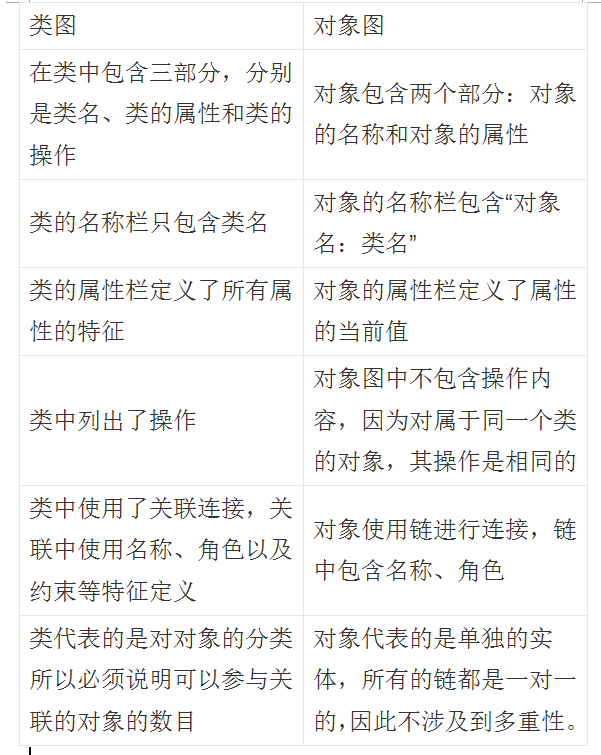 类图
对象图
在类中包含三部分，分别
是类名、类的属性和类的
操作
对象包含两个部分：对象
的名称和对象的属性
类的名称栏只包含类名
对象的名称栏包含“对象
名：类名”
类的属性栏定义了所有属
性的特征
对象的属性栏定义了属性
的当前值
类中列出了操作
对象图中不包含操作内
容，因为对属于同一个类
的对象，其操作是相同的
类中使用了关联连接，关
联中使用名称、角色以及
约束等特征定义
对象使用链进行连接，链
中包含名称、角色
类代表的是对对象的分类
所以必须说明可以参与关
联的对象的数目
对象代表的是单独的实
体，所有的链都是一对一
的，因此不涉及到多重性。